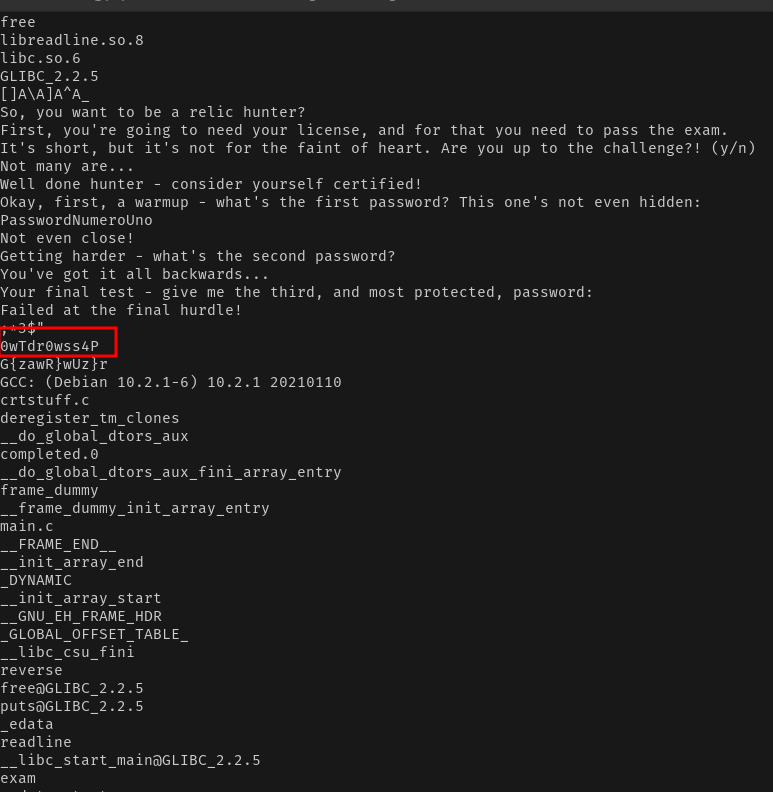 free
libreadline.so.8
libc.so.6
GLIBC_2.2.5
[]A\A]A^A_
So, you want to be a relic hunter?
First, you're going to need your license, and for that you need to pass the exam.
It's short, but it's not for the faint of heart. Are you up to the challenge?! (y/n)
Not many are...
Well done hunter - consider yourself certified!
Okay, first, a warmup - what's the first password? This one's not even hidden:
PasswordNumeroUno
Not even close!
Getting harder - what's the second password?
You've got it all backwards...
Your final test - give me the third, and most protected, password:
Failed at the final hurdle!
;*3$"
0wTdr0wss4P
G{zawR}wUz}r
GCC: (Debian 10.2.1-6) 10.2.1 20210110
crtstuff.c
deregister_tm_clones
__do_global_dtors_aux
completed.0
__do_global_dtors_aux_fini_array_entry
frame_dummy
__frame_dummy_init_array_entry
main.c
__FRAME_END__
__init_array_end
_DYNAMIC
__init_array_start
__GNU_EH_FRAME_HDR
_GLOBAL_OFFSET_TABLE_
__libc_csu_fini
reverse
free@GLIBC_2.2.5
puts@GLIBC_2.2.5
_edata
readline
__libc_start_main@GLIBC_2.2.5
exam